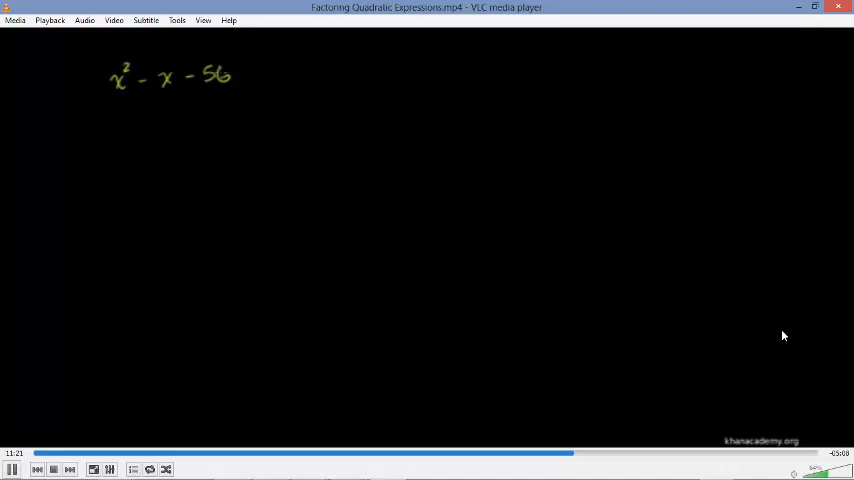 Factoring Quadratic Expressions.mp4 - VLC media player
Media Playback Audio Video Subtitle Tools View Help
x² - x - 56
khanacademy.org
11:21 -05:08
64%